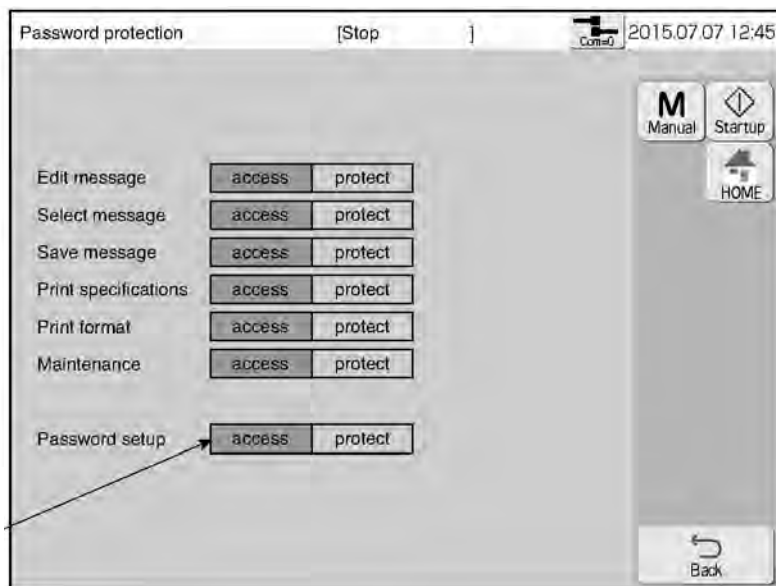 Password protection [Stop ] Com=0 2015.07.07 12:45
M Manual Startup
HOME
Edit message access protect
Select message access protect
Save message access protect
Print specifications access protect
Print format access protect
Maintenance access protect
Password setup access protect
Back